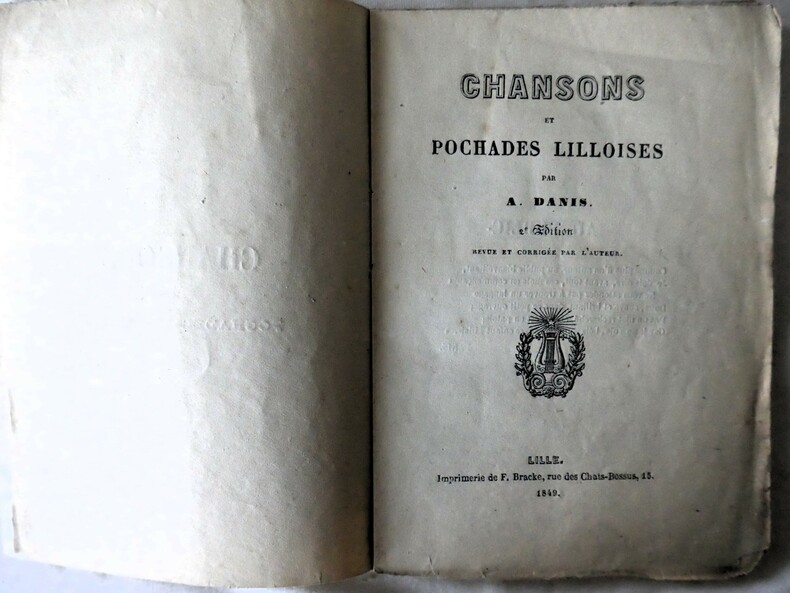 CHANSONS
ET
POCHADES LILLOISES
PAR
A. DANIS.
2e Édition
REVUE ET CORRIGÉE PAR L'AUTEUR.
LILLE.
Imprimerie de F. Bracke, rue des Chats-Bossus, 15.
1849.